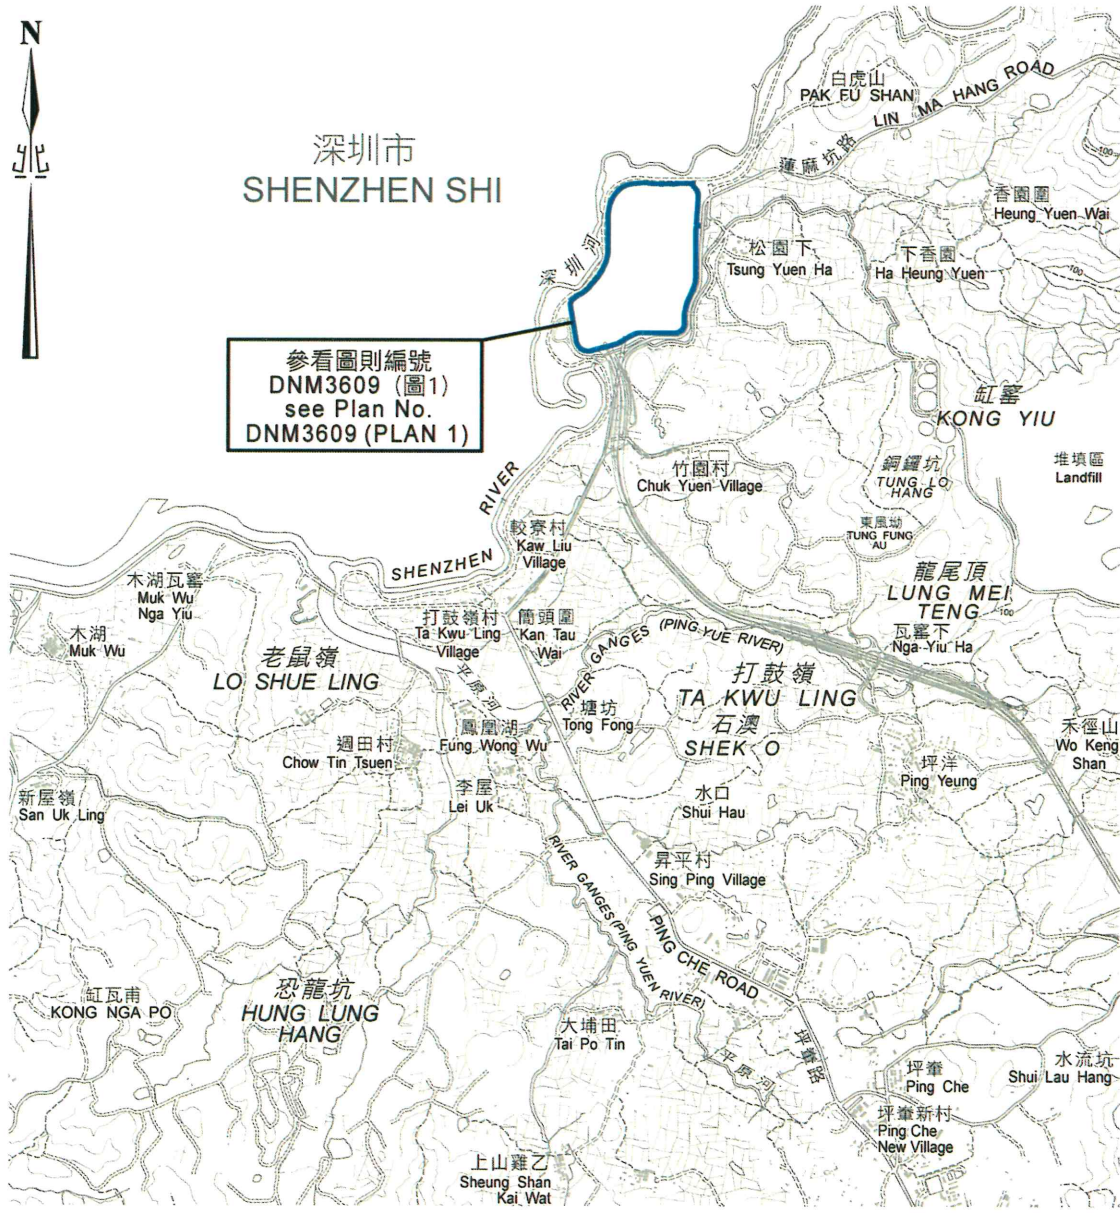 N
北
深圳市
SHENZHEN SHI
白虎山
PAK FU SHAN
LIN MA HANG ROAD
蓮麻坑路
100
香園圍
Heung Yuen Wai
松園下
Tsung Yuen Ha
下香園
Ha Heung Yuen
100
深圳河
參看圖則編號
DNM3609 (圖1)
see Plan No.
DNM3609 (PLAN 1)
缸窰
KONG YIU
竹園村
Chuk Yuen Village
銅鑼坑
TUNG LO
HANG
堆填區
Landfill
東風坳
TUNG FUNG
AU
SHENZHEN RIVER
較寮村
Kaw Liu
Village
龍尾頂
LUNG MEI
TENG
100
木湖瓦窰
Muk Wu
Nga Yiu
木湖
Muk Wu
打鼓嶺村
Ta Kwu Ling
Village
簡頭圍
Kan Tau
Wai
RIVER GANGES (PING YUE RIVER)
瓦窰下
Nga Yiu Ha
老鼠嶺
LO SHUE LING
平原河
打鼓嶺
TA KWU LING
石澳
SHEK O
塘坊
Tong Fong
鳳凰湖
Fung Wong Wu
週田村
Chow Tin Tsuen
禾徑山
Wo Keng
Shan
坪洋
Ping Yeung
李屋
Lei Uk
水口
Shui Hau
新屋嶺
San Uk Ling
昇平村
Sing Ping Village
RIVER GANGES (PING YUEN RIVER)
PING CHE ROAD
缸瓦甫
KONG NGA PO
恐龍坑
HUNG LUNG
HANG
大埔田
Tai Po Tin
平原河
坪輋路
坪輋
Ping Che
水流坑
Shui Lau Hang
坪輋新村
Ping Che
New Village
上山雞乙
Sheung Shan
Kai Wat